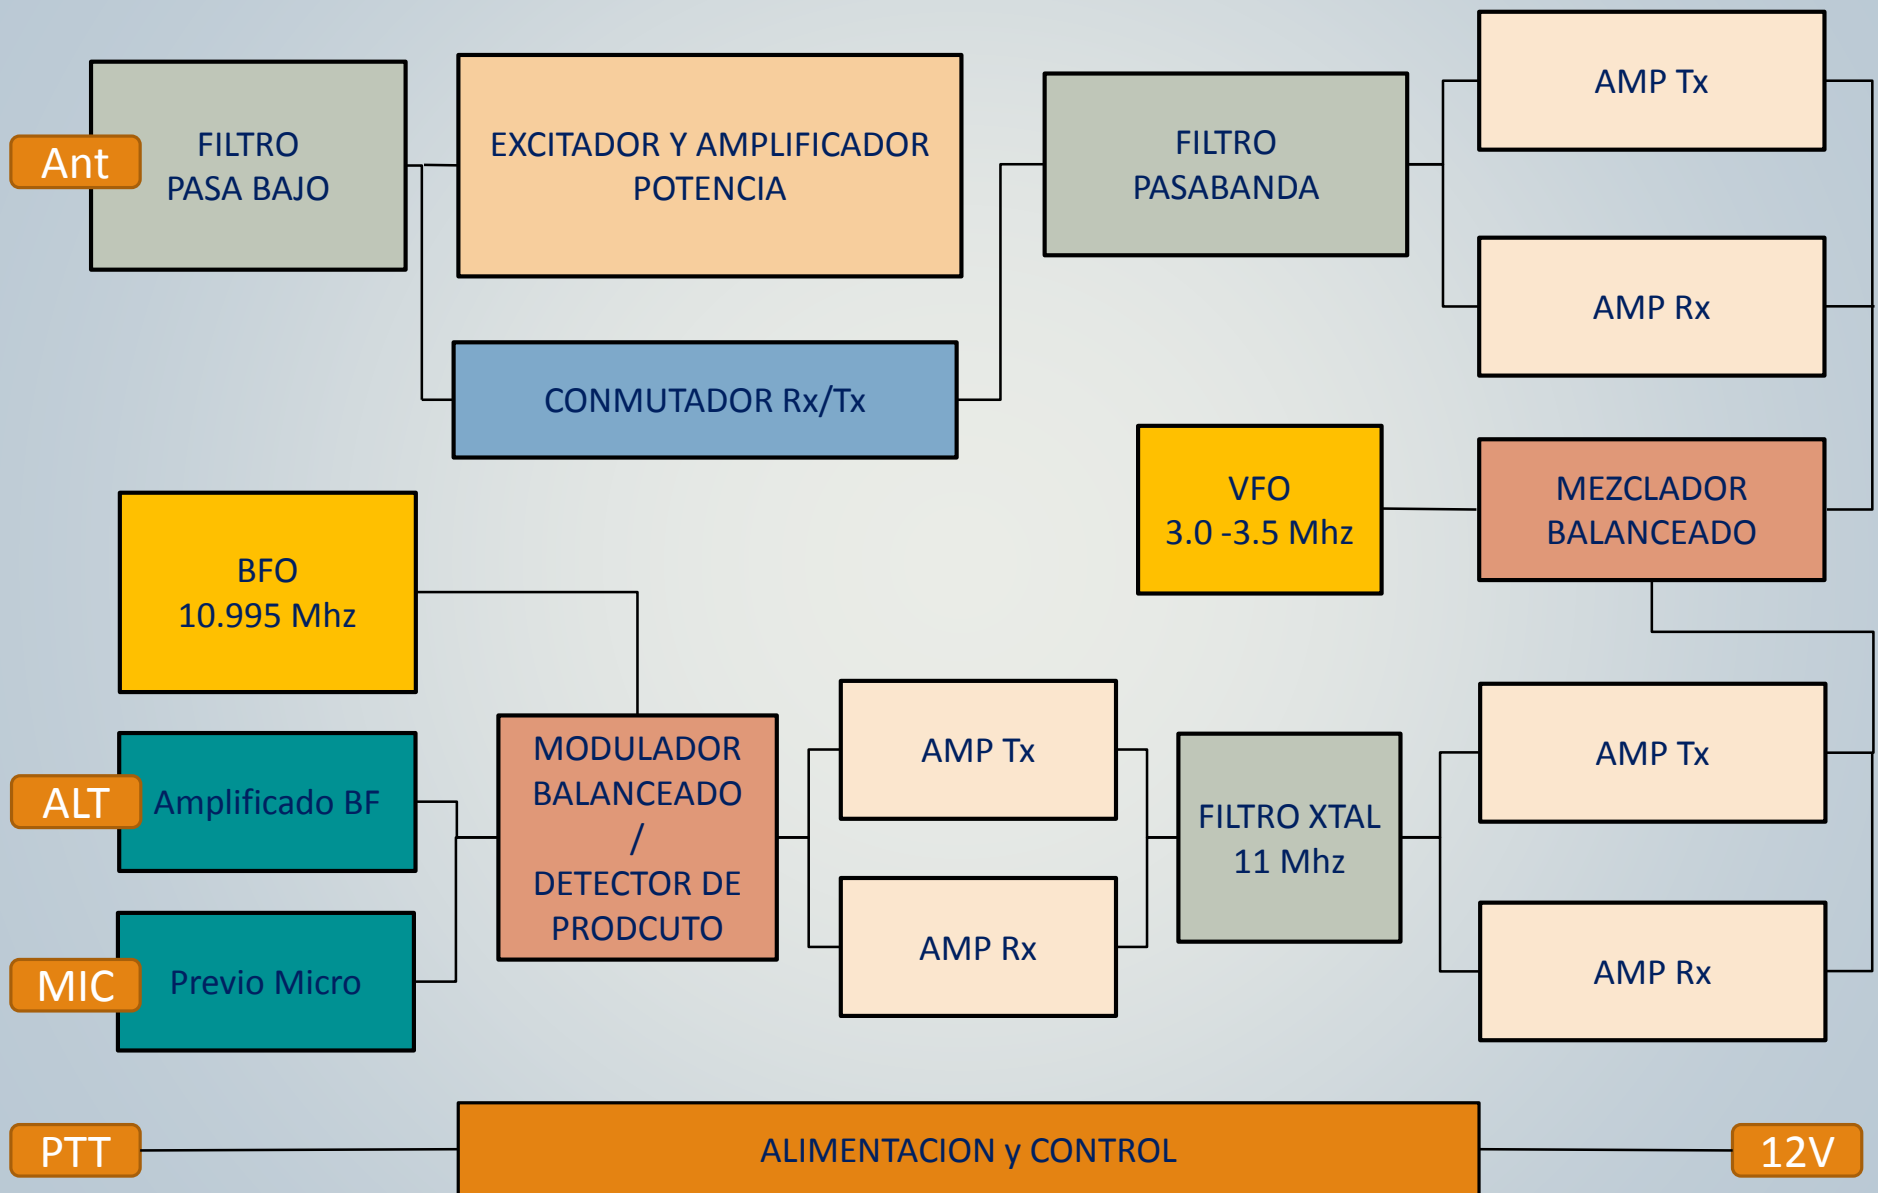 Ant
FILTRO
PASA BAJO
EXCITADOR Y AMPLIFICADOR
POTENCIA
FILTRO
PASABANDA
AMP Tx
AMP Rx
CONMUTADOR Rx/Tx
VFO
3.0 -3.5 Mhz
MEZCLADOR
BALANCEADO
BFO
10.995 Mhz
ALT
Amplificado BF
MIC
Previo Micro
MODULADOR
BALANCEADO
/
DETECTOR DE
PRODCUTO
AMP Tx
AMP Rx
FILTRO XTAL
11 Mhz
AMP Tx
AMP Rx
PTT
ALIMENTACION y CONTROL
12V